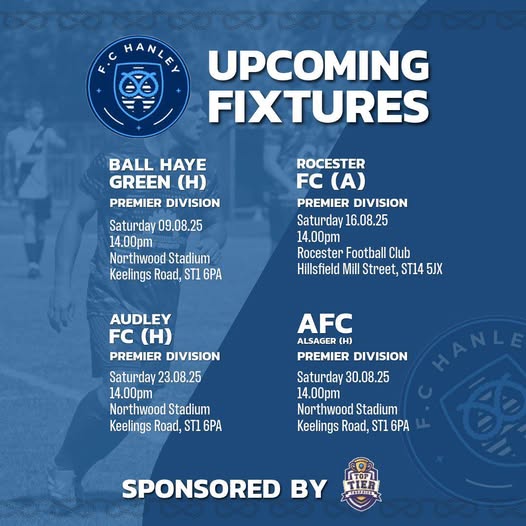 F.C HANLEY
UPCOMING
FIXTURES
BALL HAYE
GREEN (H)
PREMIER DIVISION
Saturday 09.08.25
14.00pm
Northwood Stadium
Keelings Road, ST1 6PA
ROCESTER
FC (A)
PREMIER DIVISION
Saturday 16.08.25
14.00pm
Rocester Football Club
Hillsfield Mill Street, ST14 5JX
AUDLEY
FC (H)
PREMIER DIVISION
Saturday 23.08.25
14.00pm
Northwood Stadium
Keelings Road, ST1 6PA
AFC
ALSAGER (H)
PREMIER DIVISION
Saturday 30.08.25
14.00pm
Northwood Stadium
Keelings Road, ST1 6PA
F.C HANLEY
SPONSORED BY
TOP
TIER